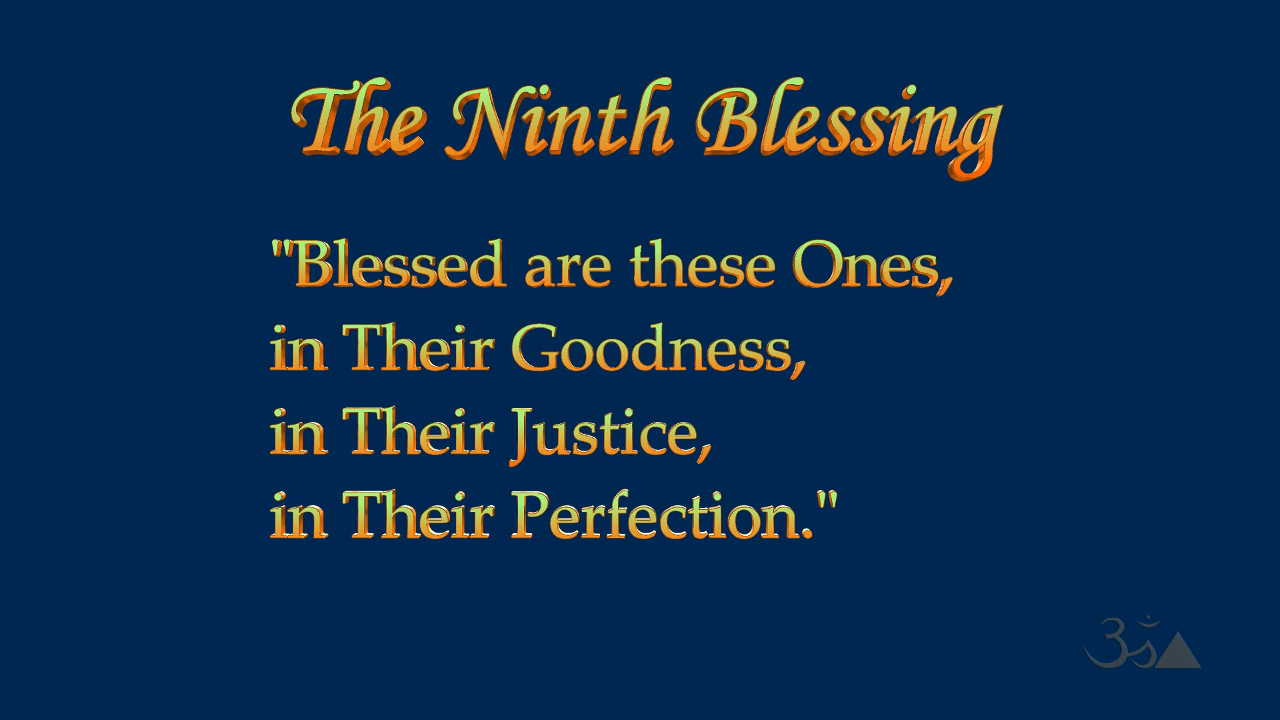 The Ninth Blessing
"Blessed are these Ones,
in Their Goodness,
in Their Justice,
in Their Perfection."